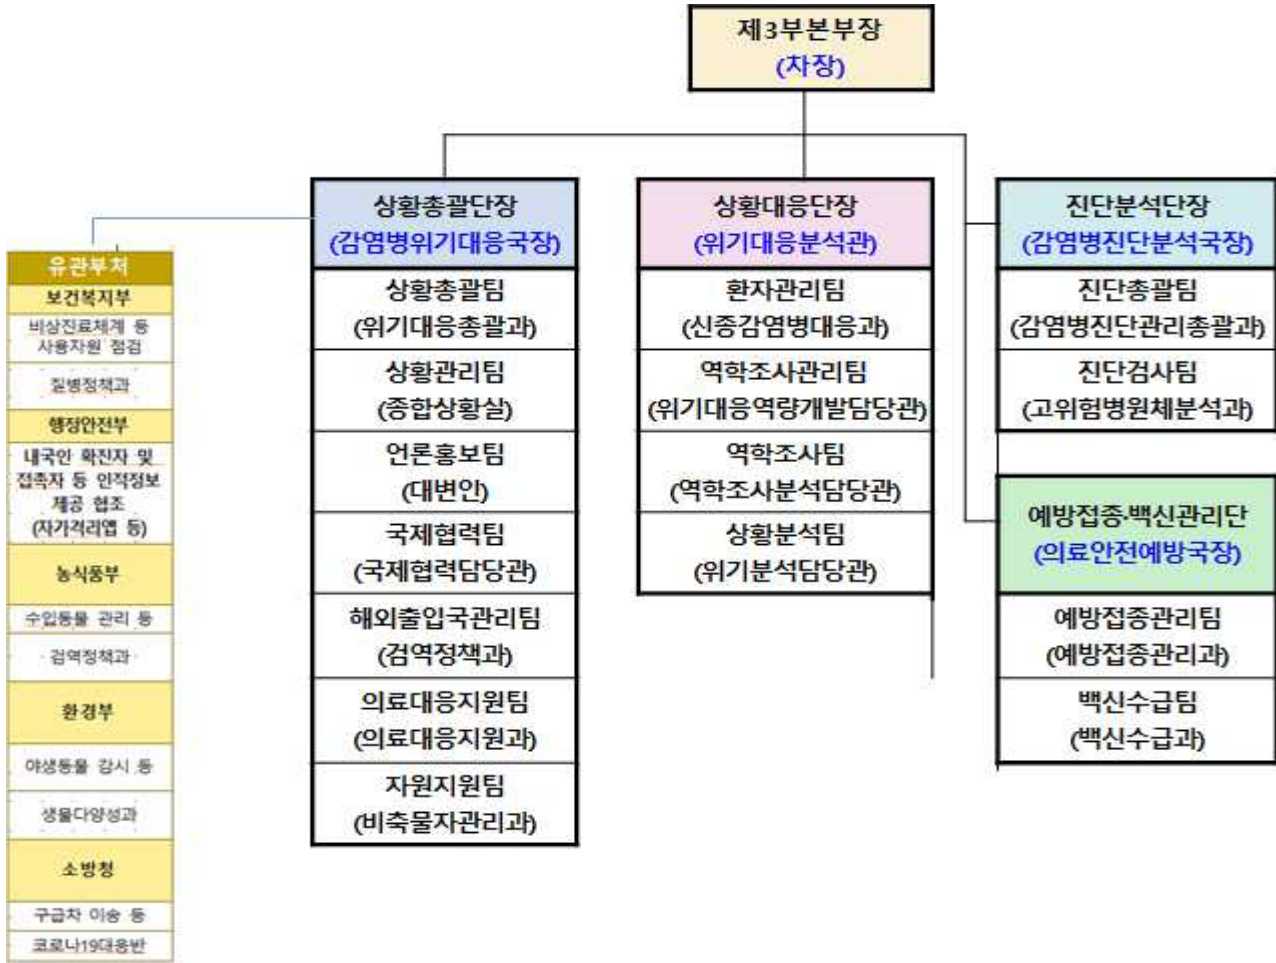 제3부본부장
(차장)
상황총괄단장
(감염병위기대응국장)
상황총괄팀
(위기대응총괄과)
상황관리팀
(종합상황실)
언론홍보팀
(대변인)
국제협력팀
(국제협력담당관)
해외출입국관리팀
(검역정책과)
의료대응지원팀
(의료대응지원과)
자원지원팀
(비축물자관리과)
상황대응단장
(위기대응분석관)
환자관리팀
(신종감염병대응과)
역학조사관리팀
(위기대응역량개발담당관)
역학조사팀
(역학조사분석담당관)
상황분석팀
(위기분석담당관)
진단분석단장
(감염병진단분석국장)
진단총괄팀
(감염병진단관리총괄과)
진단검사팀
(고위험병원체분석과)
예방접종·백신관리단
(의료안전예방국장)
예방접종관리팀
(예방접종관리과)
백신수급팀
(백신수급과)
유관부처
보건복지부
비상진료체계 등
사용자원 점검
질병정책과
행정안전부
내국인 확진자 및
접촉자 등 인적정보
제공 협조
(자가격리앱 등)
농식품부
수입동물 관리 등
검역정책과
환경부
야생동물 감시 등
생물다양성과
소방청
구급차 이송 등
코로나19대응반